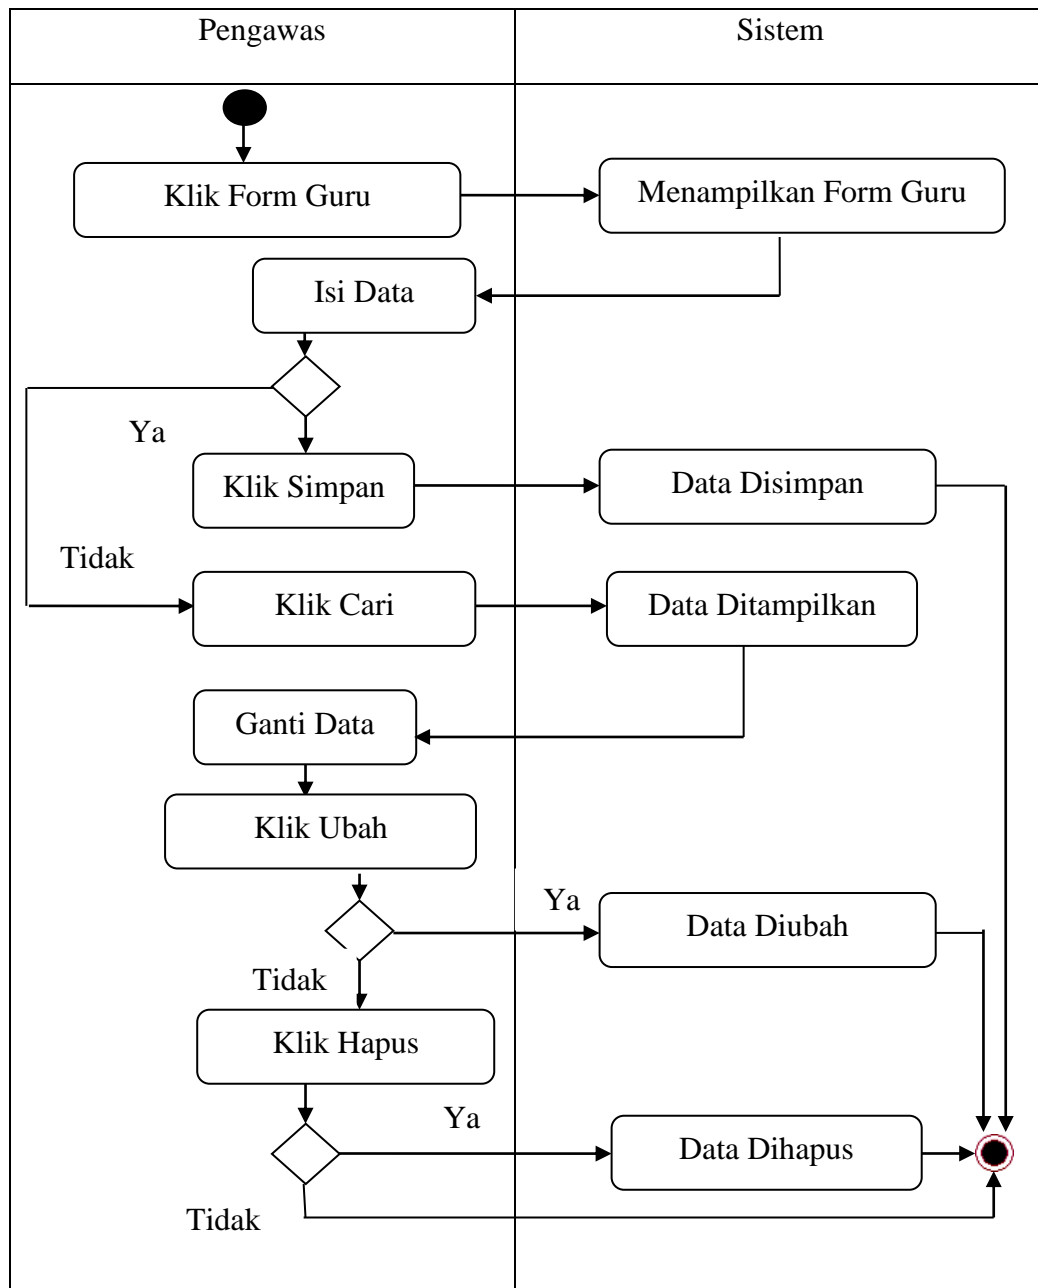 Pengawas
Sistem
Klik Form Guru
Menampilkan Form Guru
Isi Data
Ya
Klik Simpan
Data Disimpan
Tidak
Klik Cari
Data Ditampilkan
Ganti Data
Klik Ubah
Ya
Data Diubah
Tidak
Klik Hapus
Ya
Data Dihapus
Tidak